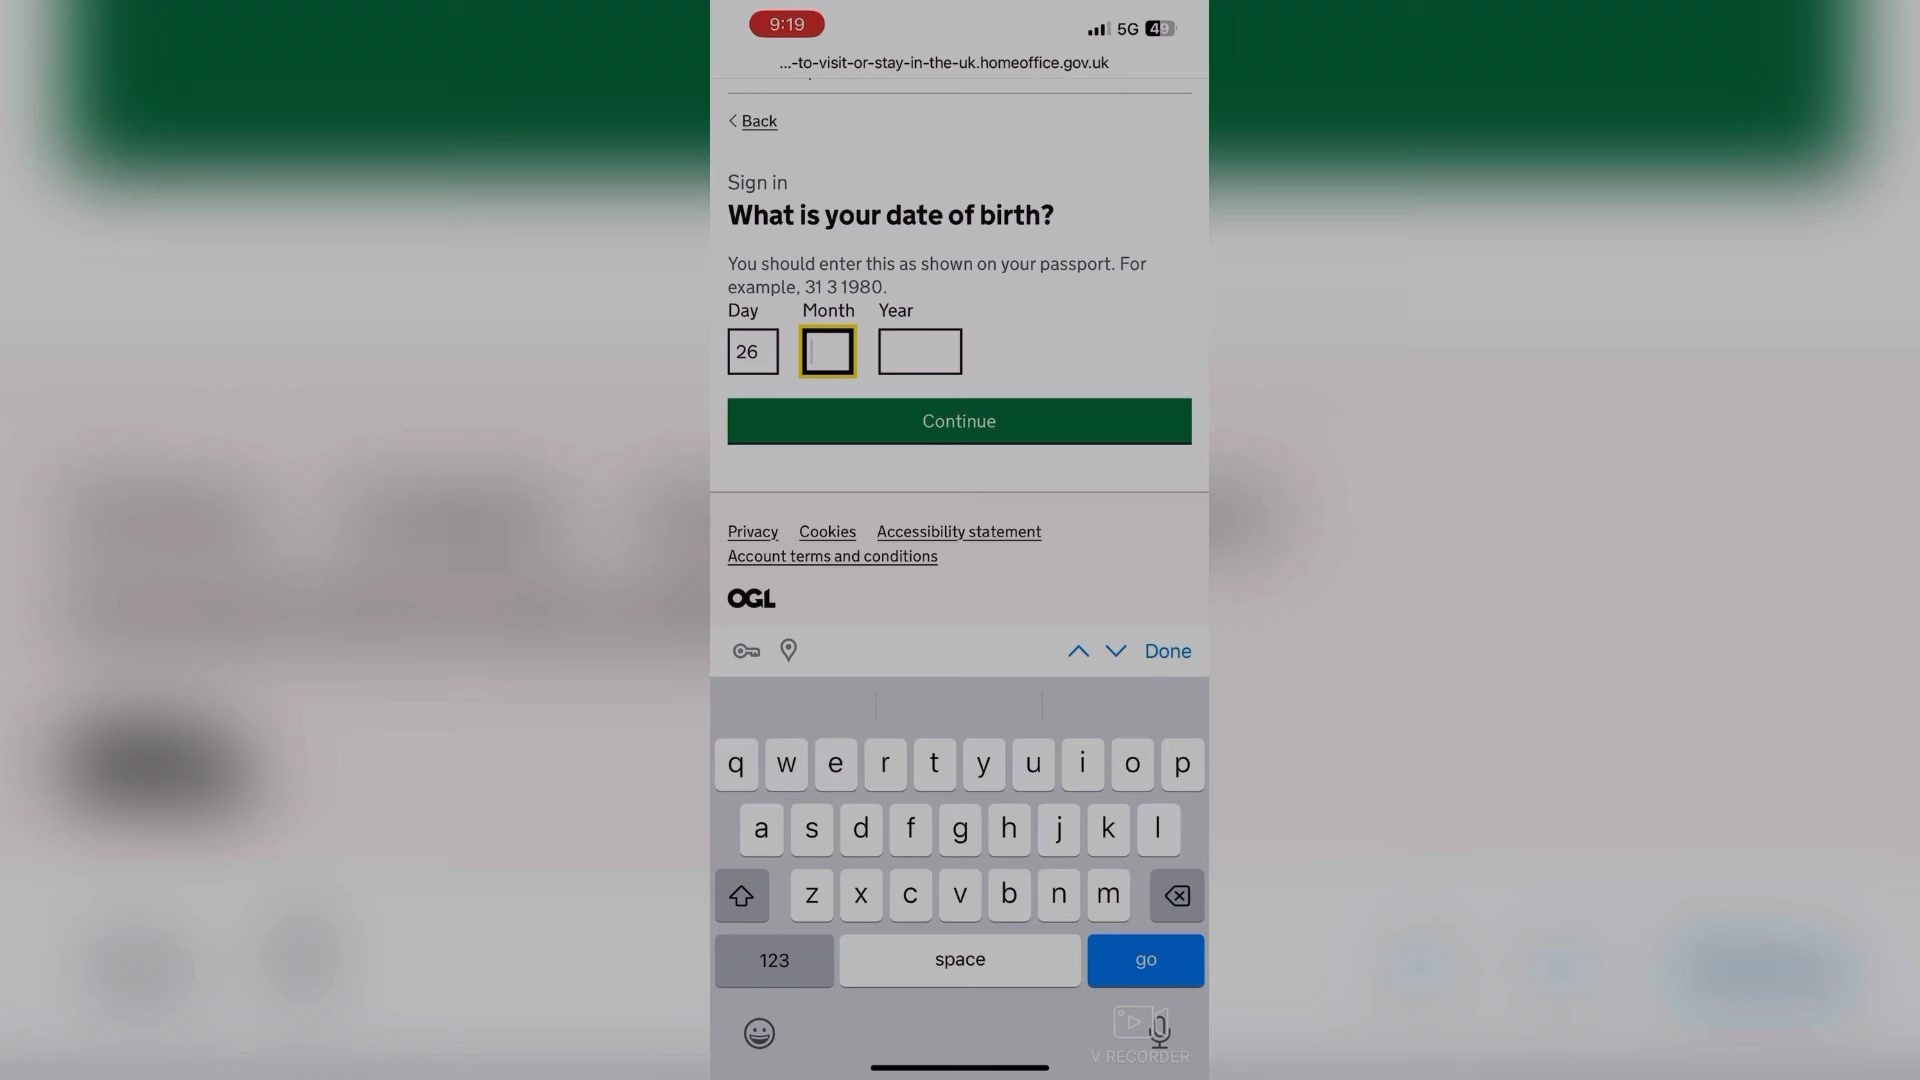 9:19
5G 49
...-to-visit-or-stay-in-the-uk.homeoffice.gov.uk
Back
Sign in
What is your date of birth?
You should enter this as shown on your passport. For
example, 31 3 1980.
Day Month Year
26
Continue
Privacy Cookies Accessibility statement
Account terms and conditions
OGL
Done
q w e r t y u i o p
a s d f g h j k l
z x c v b n m
123 space go
V RECORDER